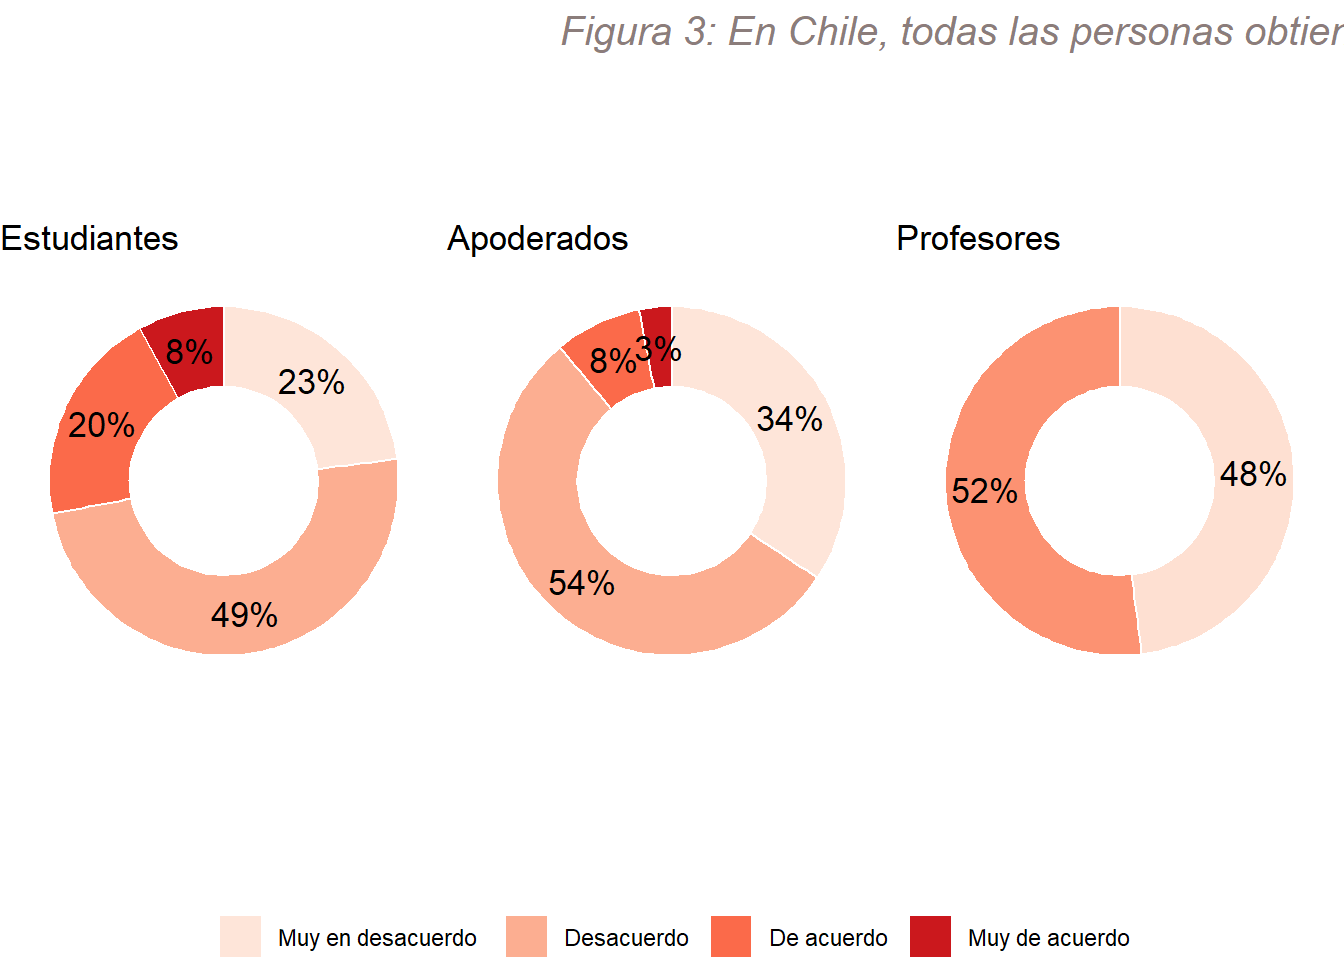 Figura 3: En Chile, todas las personas obtien
Estudiantes
Apoderados
Profesores
8%
23%
20%
49%
8%
3%
34%
54%
52%
48%
Muy en desacuerdo
Desacuerdo
De acuerdo
Muy de acuerdo